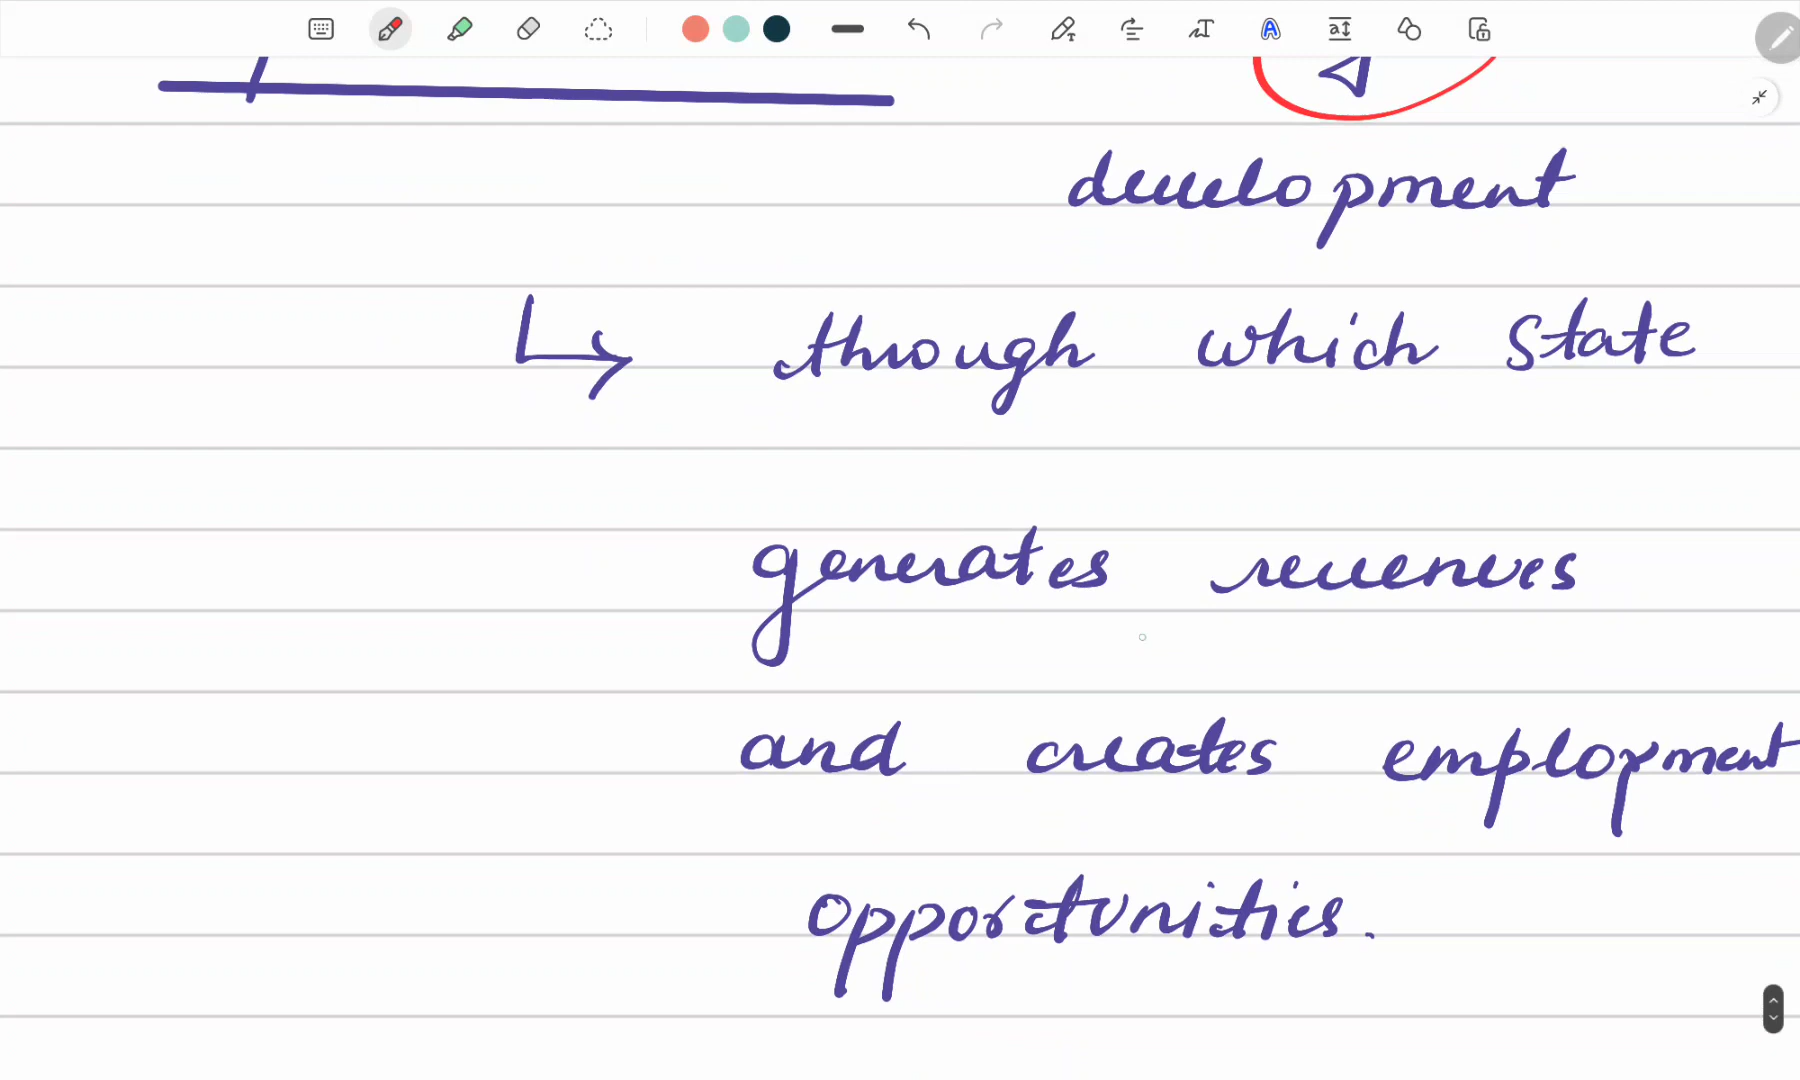 development
↳ through which state
generates revenues
and creates employment
opportunities.